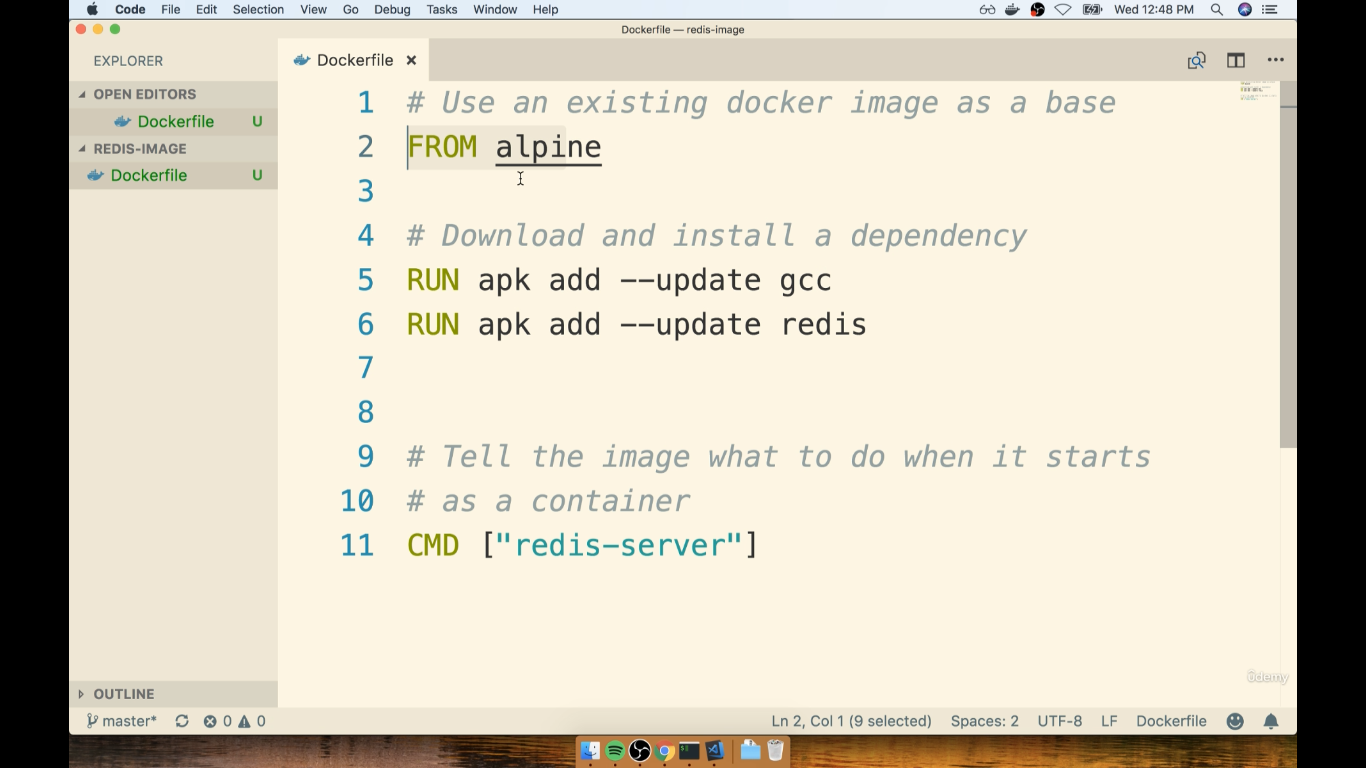 Code File Edit Selection View Go Debug Tasks Window Help Wed 12:48 PM
Dockerfile — redis-image
EXPLORER
Dockerfile
OPEN EDITORS
Dockerfile U
REDIS-IMAGE
Dockerfile U
1 # Use an existing docker image as a base
2 FROM alpine
3
4 # Download and install a dependency
5 RUN apk add --update gcc
6 RUN apk add --update redis
7
8
9 # Tell the image what to do when it starts
10 # as a container
11 CMD ["redis-server"]
OUTLINE
ûdemy
master* 0 0 Ln 2, Col 1 (9 selected) Spaces: 2 UTF-8 LF Dockerfile